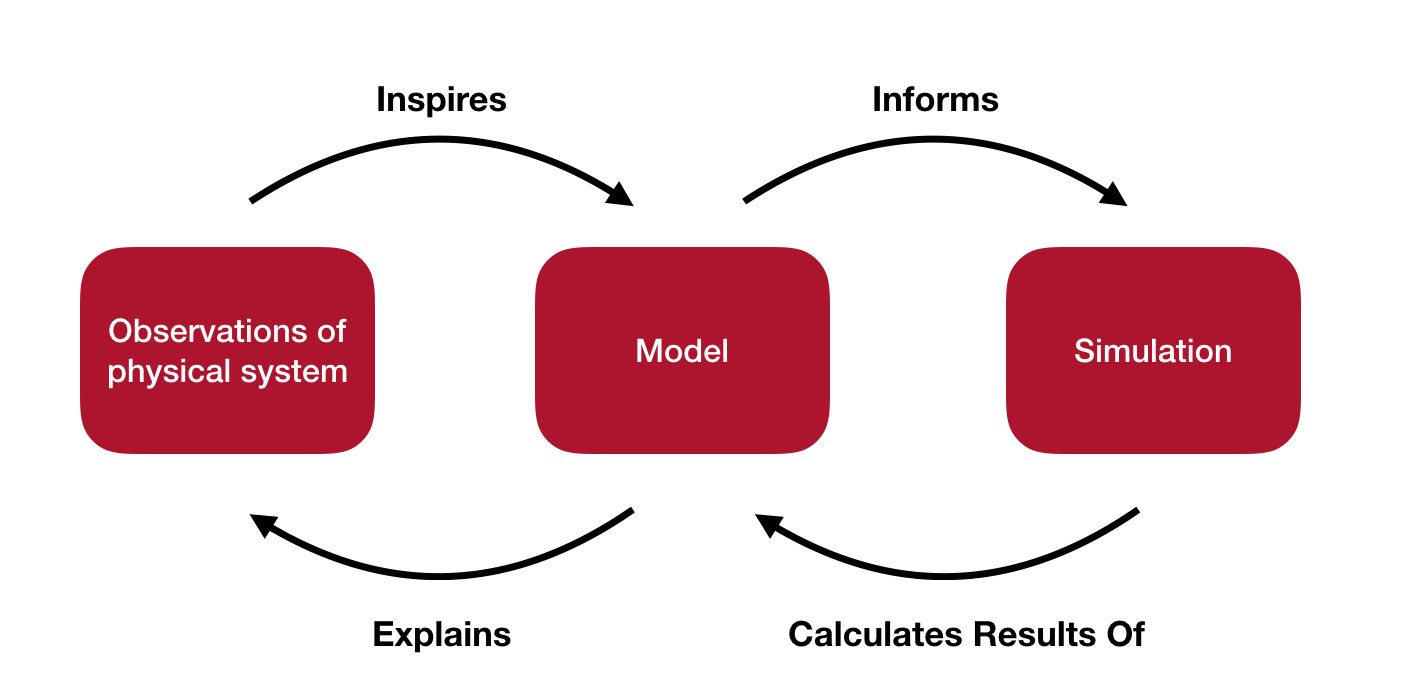 Inspires
Informs
Observations of
physical system
Model
Simulation
Explains
Calculates Results Of